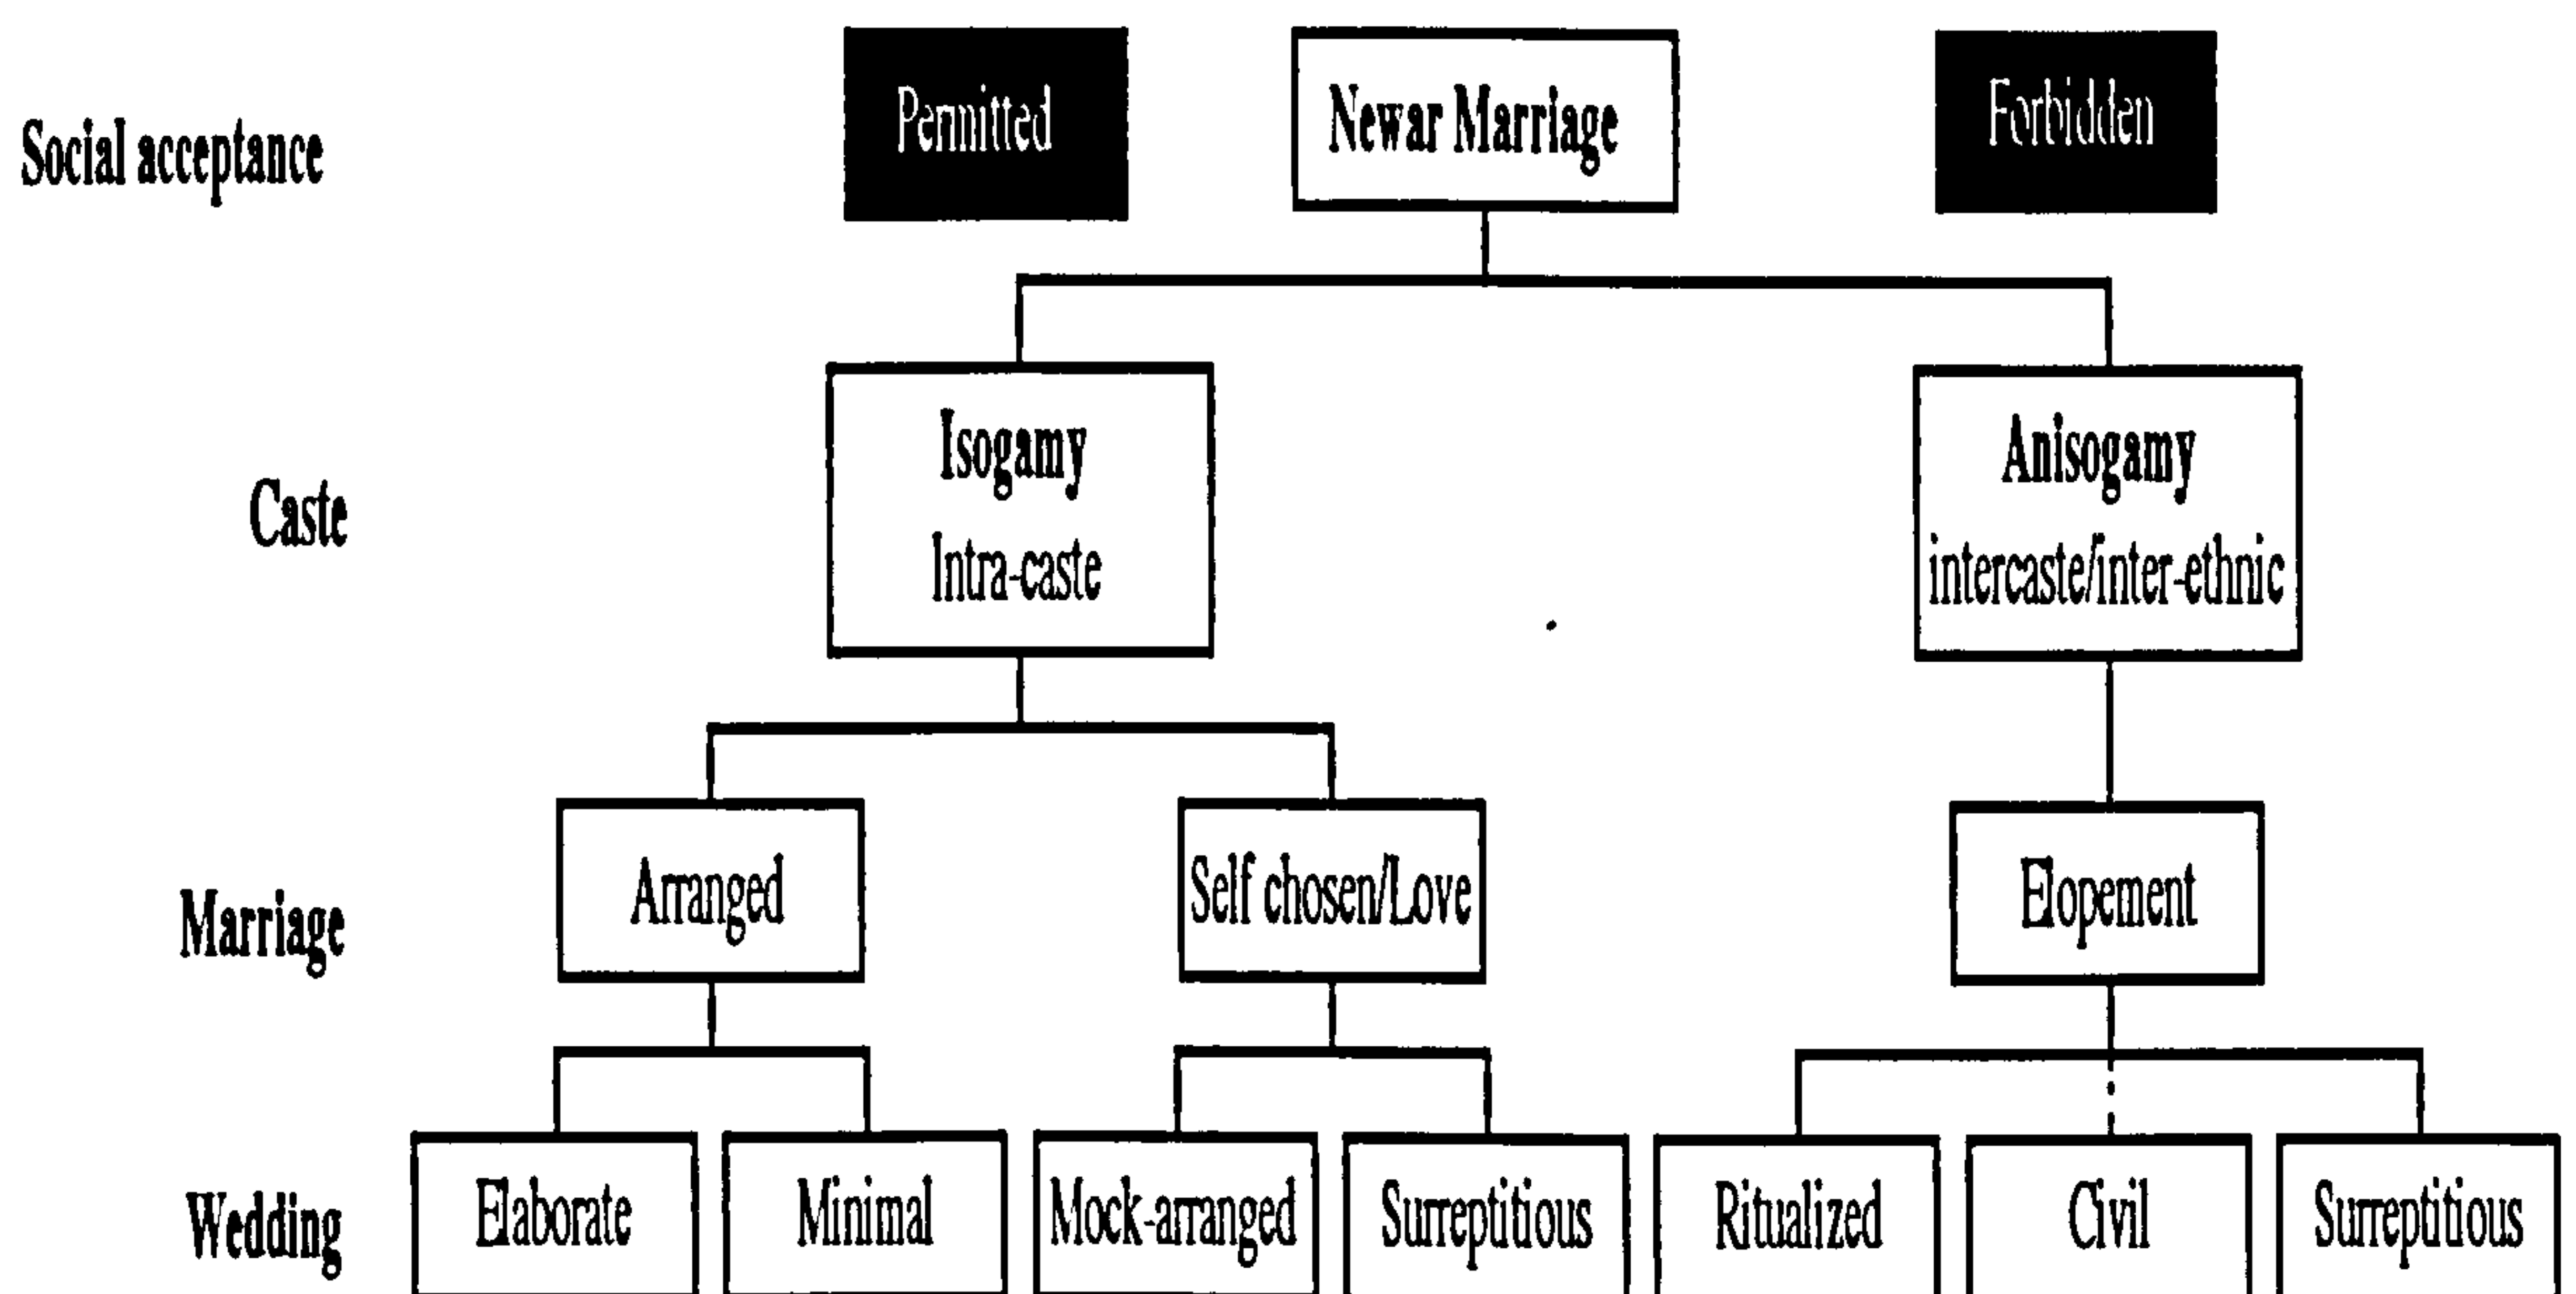 Social acceptance
Permitted
Newar Marriage
Forbidden
Caste
Isogamy
Intra-caste
Anisogamy
intercaste/inter-ethnic
Marriage
Arranged
Self chosen/Love
Elopement
Wedding
Elaborate
Minimal
Mock-arranged
Surreptitious
Ritualized
Civil
Surreptitious